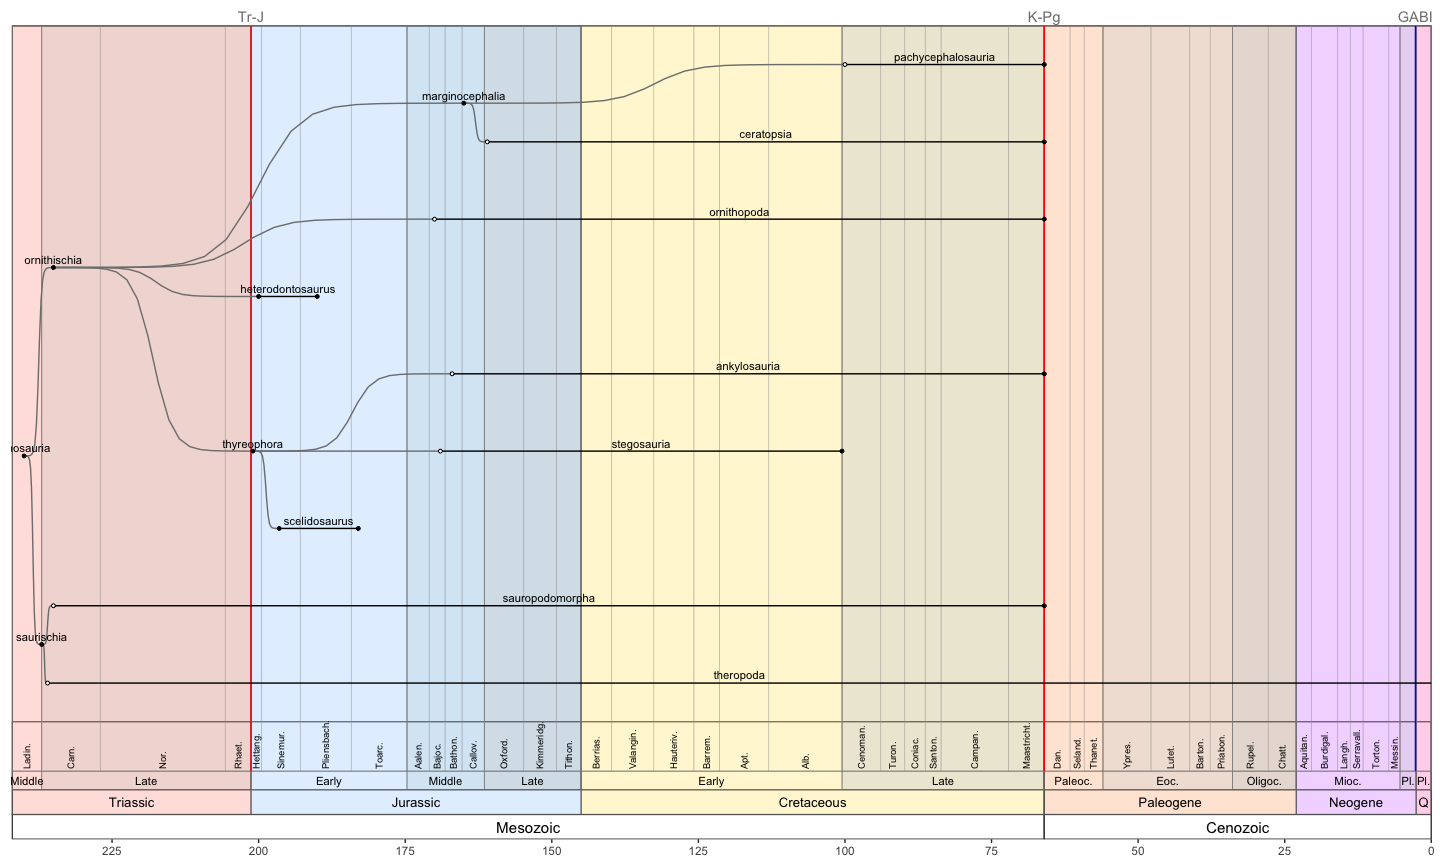 Tr-J
K-Pg
GABI
pachycephalosauria
marginocephalia
ceratopsia
ornithopoda
ornithischia
heterodontosaurus
ankylosauria
thyreophora
stegosauria
iosauria
scelidosaurus
sauropodomorpha
saurischia
theropoda
Ladin. Carn. Nor. Rhaet. Hettang. Sinemur. Pliensbach. Toarc. Aalen. Bajoc. Bathon. Callov. Oxford. Kimmeridg. Tithon. Berrias. Valangin. Hauteriv. Barrem. Apt. Alb. Cenoman. Turon. Coniac. Santon. Campan. Maastricht. Dan. Seland. Thanet. Ypres. Lutet. Barton. Priabon. Rupel. Chatt. Aquitan. Burdigal. Langh. Serravall. Torton. Messin.
Middle Late Early Middle Late Early Late Paleoc. Eoc. Oligoc. Mioc. Pl. Pl.
Triassic Jurassic Cretaceous Paleogene Neogene Q
Mesozoic Cenozoic
225 200 175 150 125 100 75 50 25 0